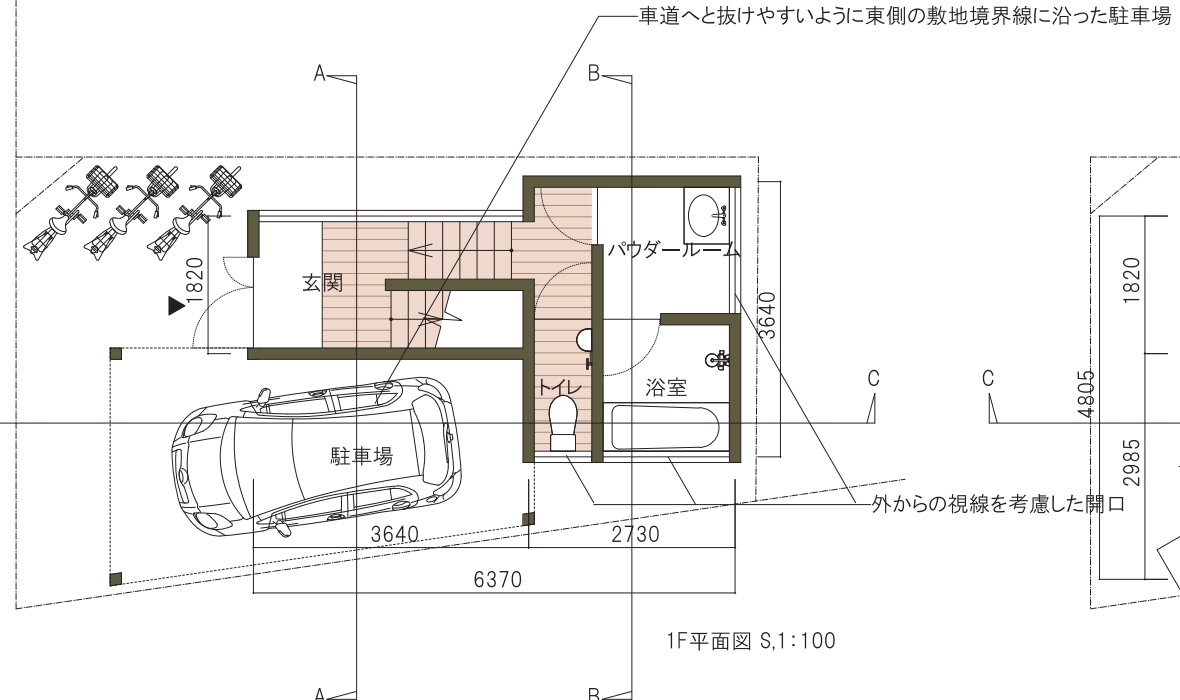 車道へと抜けやすいように東側の敷地境界線に沿った駐車場
A
B
1820
玄関
パウダールーム
3640
1820
トイレ
浴室
C
C
4805
駐車場
2985
外からの視線を考慮した開口
3640
2730
6370
1F平面図 S,1:100
A
B